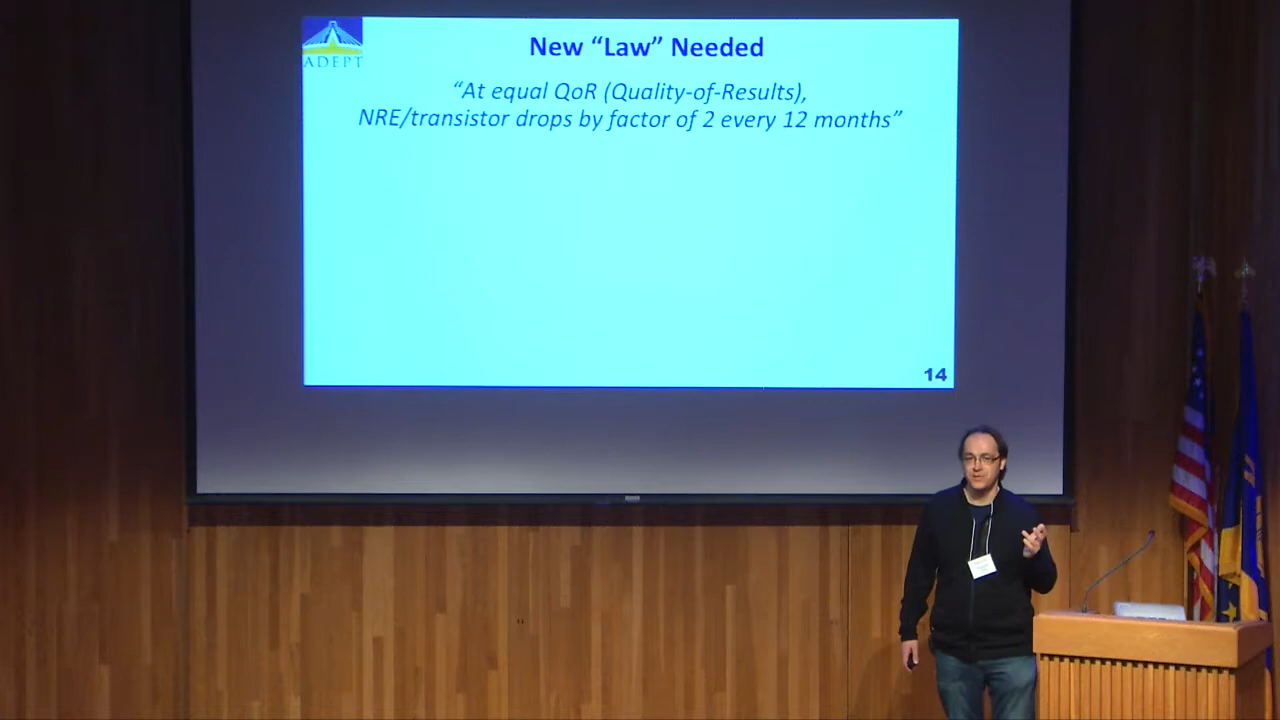 ADEPT
New “Law” Needed
“At equal QoR (Quality-of-Results),
NRE/transistor drops by factor of 2 every 12 months”
14